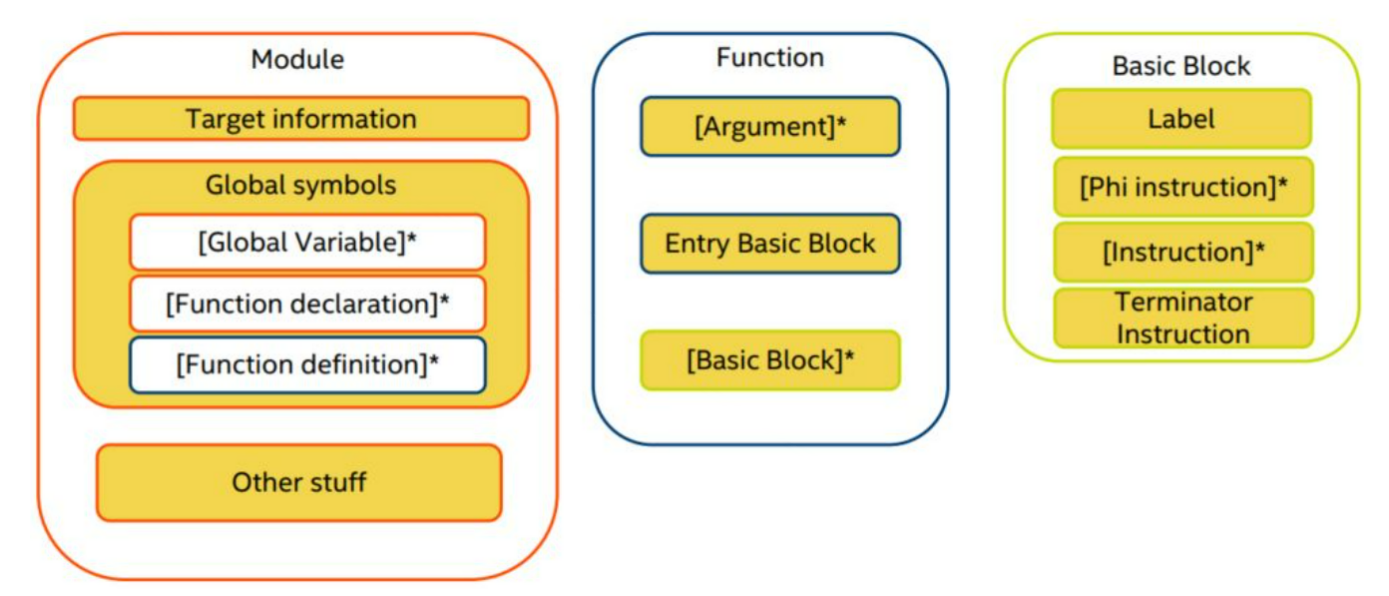 Module
Target information
Global symbols
[Global Variable]*
[Function declaration]*
[Function definition]*
Other stuff
Function
[Argument]*
Entry Basic Block
[Basic Block]*
Basic Block
Label
[Phi instruction]*
[Instruction]*
Terminator
Instruction